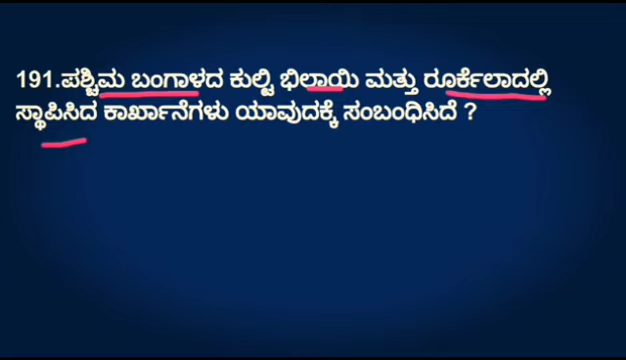 191.ಪಶ್ಚಿಮ ಬಂಗಾಳದ ಕುಲ್ಟಿ ಭಿಲಾಯಿ ಮತ್ತು ರೂರ್ಕೆಲಾದಲ್ಲಿ
ಸ್ಥಾಪಿಸಿದ ಕಾರ್ಖಾನೆಗಳು ಯಾವುದಕ್ಕೆ ಸಂಬಂಧಿಸಿದೆ ?